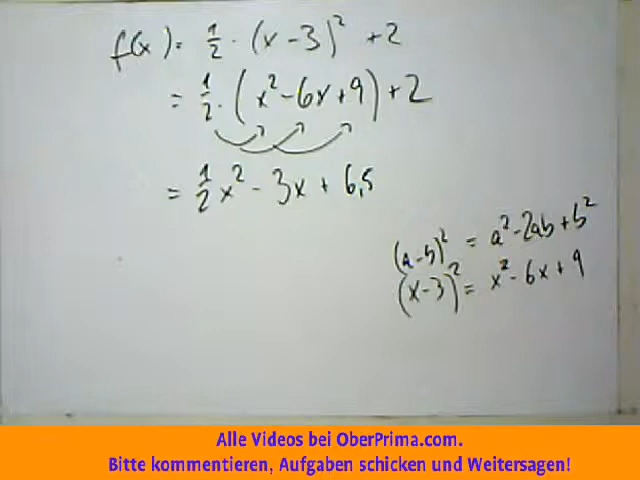 f(x) = 1/2 · (x - 3)² + 2
= 1/2 · (x² - 6x + 9) + 2
= 1/2 x² - 3x + 6,5
(a - b)² = a² - 2ab + b²
(x - 3)² = x² - 6x + 9
Alle Videos bei OberPrima.com.
Bitte kommentieren, Aufgaben schicken und Weitersagen!